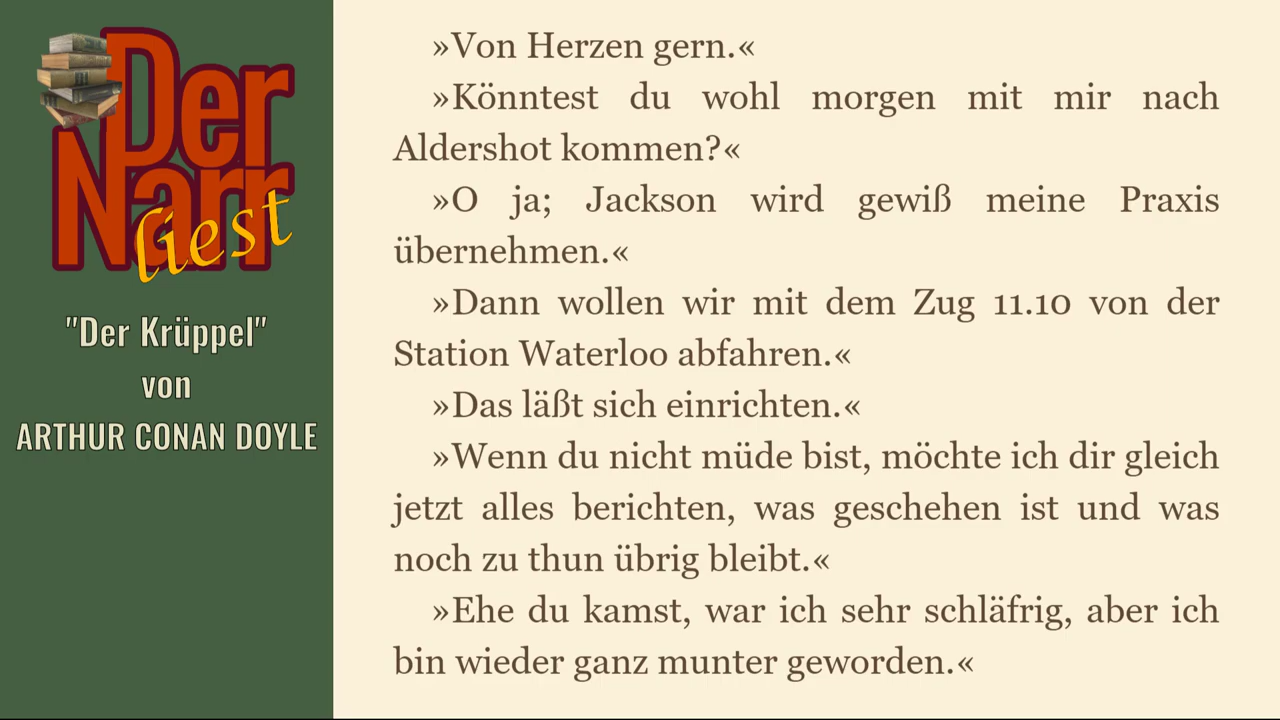 Der
Narr
liest
"Der Krüppel"
von
ARTHUR CONAN DOYLE
»Von Herzen gern.«
»Könntest du wohl morgen mit mir nach
Aldershot kommen?«
»O ja; Jackson wird gewiß meine Praxis
übernehmen.«
»Dann wollen wir mit dem Zug 11.10 von der
Station Waterloo abfahren.«
»Das läßt sich einrichten.«
»Wenn du nicht müde bist, möchte ich dir gleich
jetzt alles berichten, was geschehen ist und was
noch zu thun übrig bleibt.«
»Ehe du kamst, war ich sehr schläfrig, aber ich
bin wieder ganz munter geworden.«